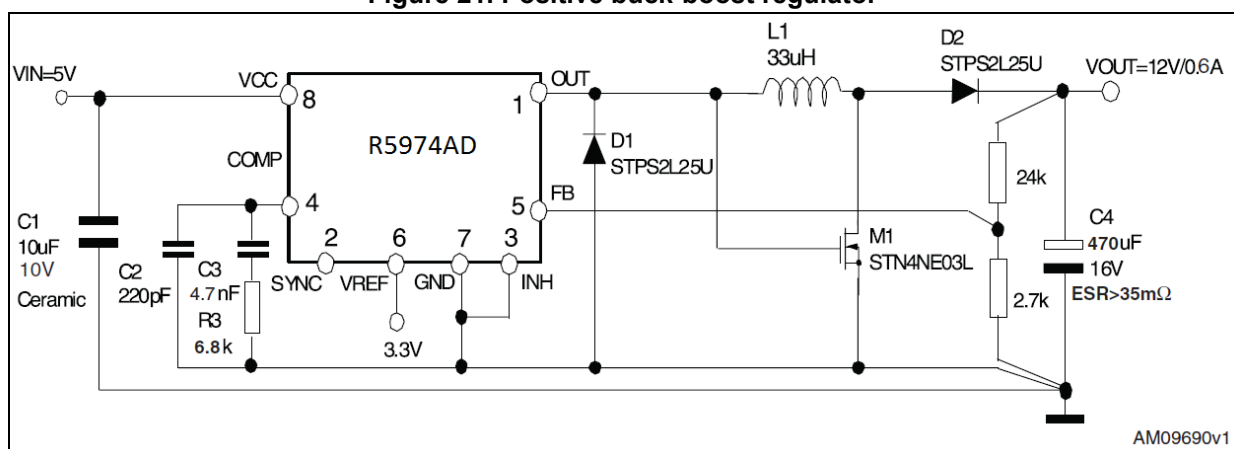 Figure 21. Positive buck-boost regulator
L1
33uH
D2
STPS2L25U
VIN=5V
VCC
8
OUT
1
VOUT=12V/0.6A
R5974AD
COMP
4
D1
STPS2L25U
FB
5
24k
C1
10uF
10V
Ceramic
C2
220pF
C3
4.7nF
R3
6.8k
2
6
7
3
SYNC
VREF
GND
INH
3.3V
M1
STN4NE03L
2.7k
C4
470uF
16V
ESR>35mΩ
AM09690v1